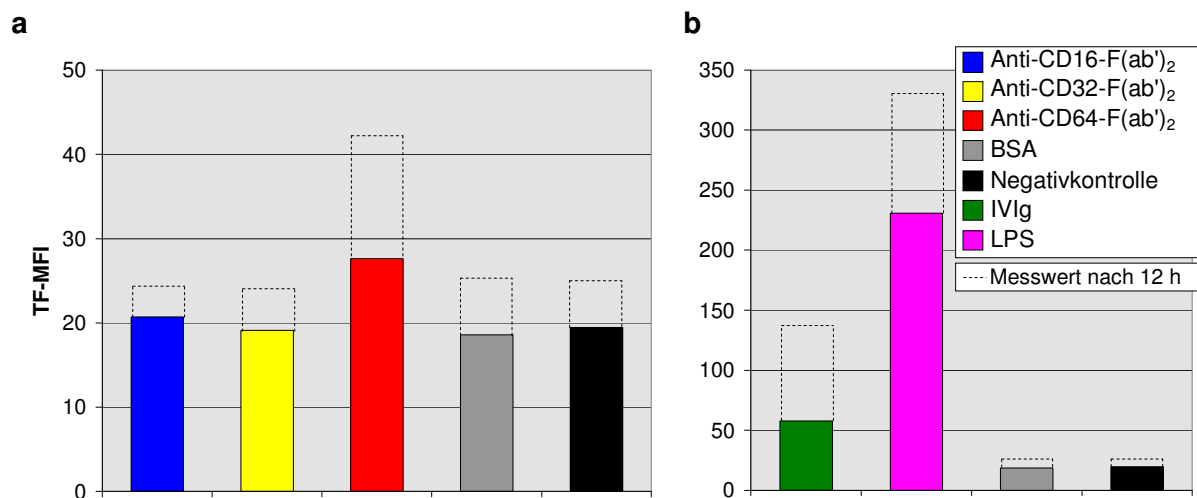 a
50
40
30
20
10
0
TF-MFI
b
350
300
250
200
150
100
50
0
Anti-CD16-F(ab')₂
Anti-CD32-F(ab')₂
Anti-CD64-F(ab')₂
BSA
Negativkontrolle
IVIg
LPS
Messwert nach 12 h